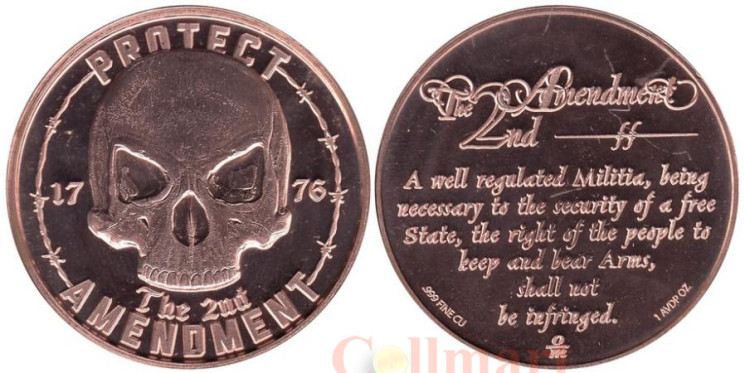 PROTECT
17 76
The 2nd
AMENDMENT
The 2nd Amendment
A well regulated Militia, being
necessary to the security of a free
State, the right of the people to
keep and bear Arms,
shall not
be infringed.
.999 FINE CU
1 AVDP OZ.